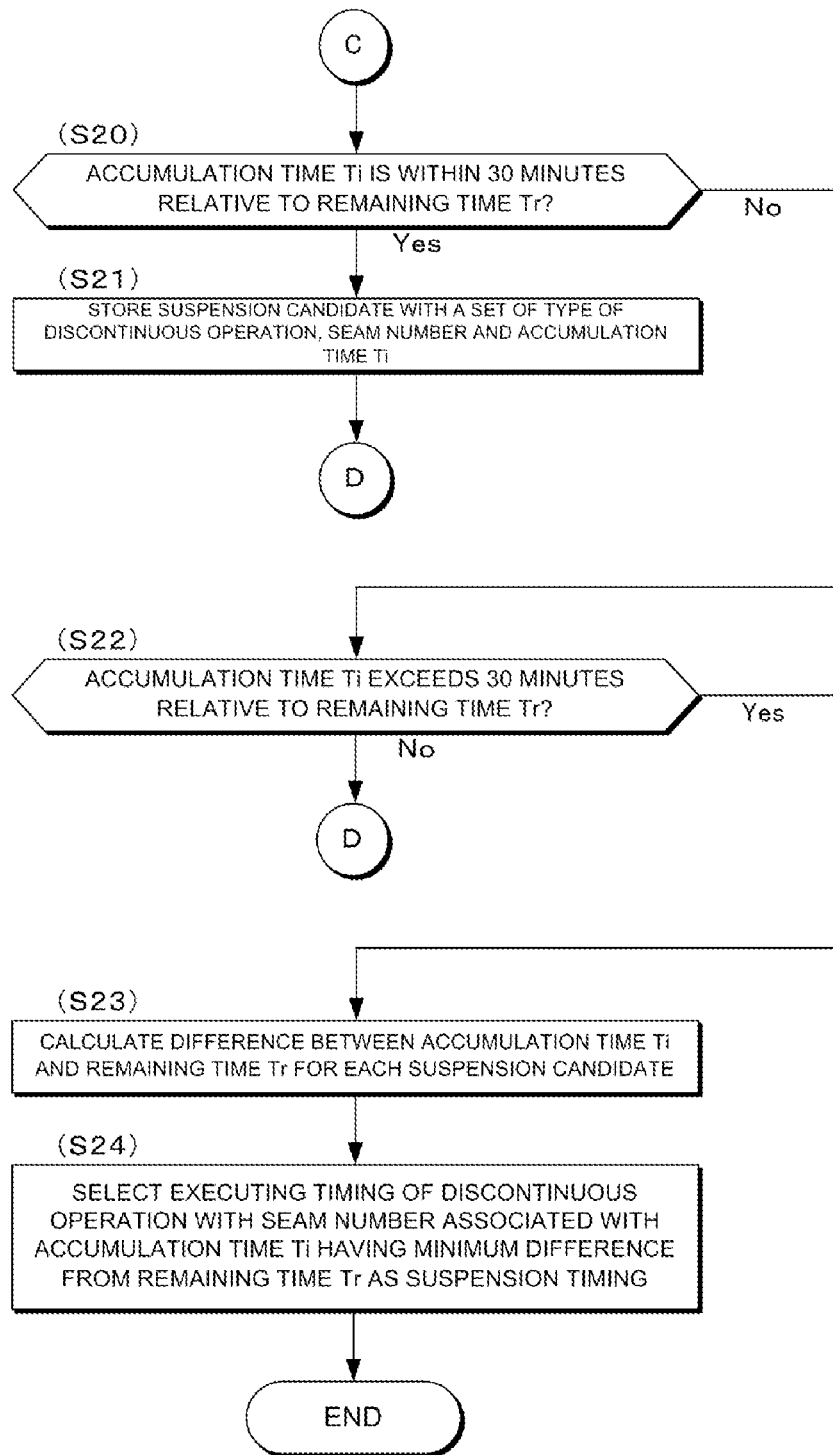 C
(S20)
ACCUMULATION TIME Ti IS WITHIN 30 MINUTES
RELATIVE TO REMAINING TIME Tr?
No
Yes
(S21)
STORE SUSPENSION CANDIDATE WITH A SET OF TYPE OF
DISCONTINUOUS OPERATION, SEAM NUMBER AND ACCUMULATION
TIME Ti
D
(S22)
ACCUMULATION TIME Ti EXCEEDS 30 MINUTES
RELATIVE TO REMAINING TIME Tr?
Yes
No
D
(S23)
CALCULATE DIFFERENCE BETWEEN ACCUMULATION TIME Ti
AND REMAINING TIME Tr FOR EACH SUSPENSION CANDIDATE
(S24)
SELECT EXECUTING TIMING OF DISCONTINUOUS
OPERATION WITH SEAM NUMBER ASSOCIATED WITH
ACCUMULATION TIME Ti HAVING MINIMUM DIFFERENCE
FROM REMAINING TIME Tr AS SUSPENSION TIMING
END